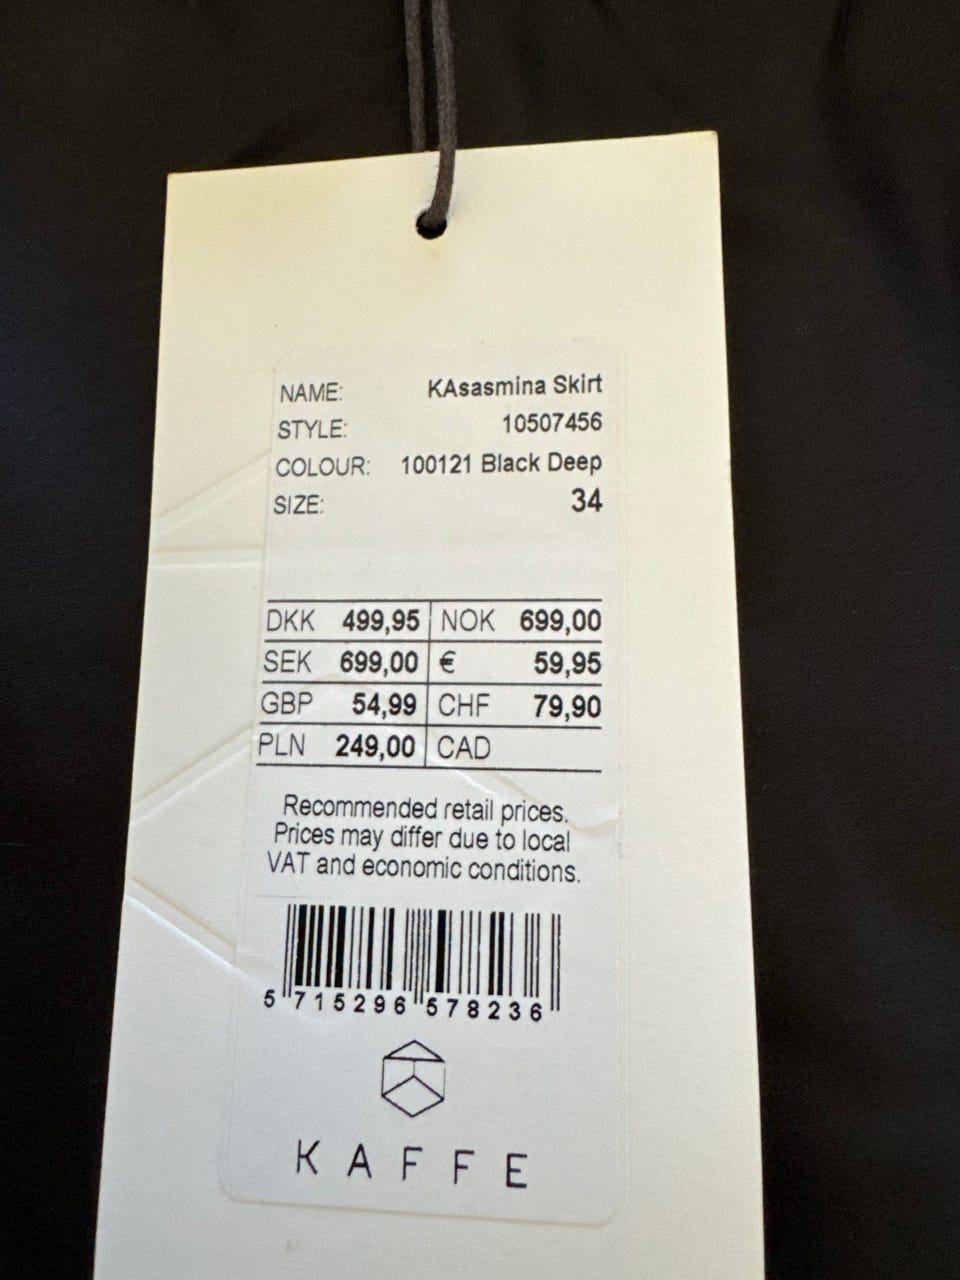 NAME: KAsasmina Skirt
STYLE: 10507456
COLOUR: 100121 Black Deep
SIZE: 34
DKK 499,95 NOK 699,00
SEK 699,00 € 59,95
GBP 54,99 CHF 79,90
PLN 249,00 CAD
Recommended retail prices.
Prices may differ due to local
VAT and economic conditions.
5 715296 578236
KAFFE